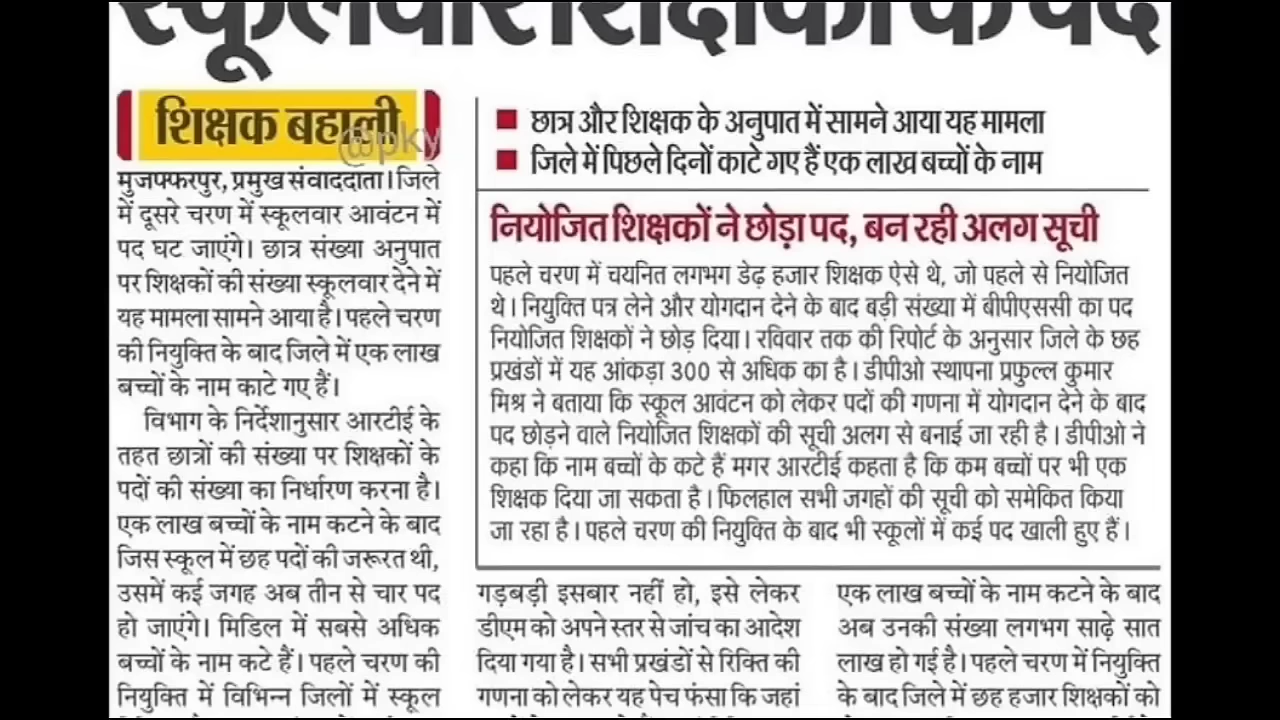 स्कूलवार शिक्षकों के पद
शिक्षक बहाली
@pky
मुजफ्फरपुर, प्रमुख संवाददाता। जिले
में दूसरे चरण में स्कूलवार आवंटन में
पद घट जाएंगे। छात्र संख्या अनुपात
पर शिक्षकों की संख्या स्कूलवार देने में
यह मामला सामने आया है। पहले चरण
की नियुक्ति के बाद जिले में एक लाख
बच्चों के नाम काटे गए हैं।
विभाग के निर्देशानुसार आरटीई के
तहत छात्रों की संख्या पर शिक्षकों के
पदों की संख्या का निर्धारण करना है।
एक लाख बच्चों के नाम कटने के बाद
जिस स्कूल में छह पदों की जरूरत थी,
उसमें कई जगह अब तीन से चार पद
हो जाएंगे। मिडिल में सबसे अधिक
बच्चों के नाम कटे हैं। पहले चरण की
नियुक्ति में विभिन्न जिलों में स्कूल
छात्र और शिक्षक के अनुपात में सामने आया यह मामला
जिले में पिछले दिनों काटे गए हैं एक लाख बच्चों के नाम
नियोजित शिक्षकों ने छोड़ा पद, बन रही अलग सूची
पहले चरण में चयनित लगभग डेढ़ हजार शिक्षक ऐसे थे, जो पहले से नियोजित
थे। नियुक्ति पत्र लेने और योगदान देने के बाद बड़ी संख्या में बीपीएससी का पद
नियोजित शिक्षकों ने छोड़ दिया। रविवार तक की रिपोर्ट के अनुसार जिले के छह
प्रखंडों में यह आंकड़ा 300 से अधिक का है। डीपीओ स्थापना प्रफुल्ल कुमार
मिश्र ने बताया कि स्कूल आवंटन को लेकर पदों की गणना में योगदान देने के बाद
पद छोड़ने वाले नियोजित शिक्षकों की सूची अलग से बनाई जा रही है। डीपीओ ने
कहा कि नाम बच्चों के कटे हैं मगर आरटीई कहता है कि कम बच्चों पर भी एक
शिक्षक दिया जा सकता है। फिलहाल सभी जगहों की सूची को समेकित किया
जा रहा है। पहले चरण की नियुक्ति के बाद भी स्कूलों में कई पद खाली हुए हैं।
गड़बड़ी इसबार नहीं हो, इसे लेकर
डीएम को अपने स्तर से जांच का आदेश
दिया गया है। सभी प्रखंडों से रिक्ति की
गणना को लेकर यह पेच फंसा कि जहां
एक लाख बच्चों के नाम कटने के बाद
अब उनकी संख्या लगभग साढ़े सात
लाख हो गई है। पहले चरण में नियुक्ति
के बाद जिले में छह हजार शिक्षकों को